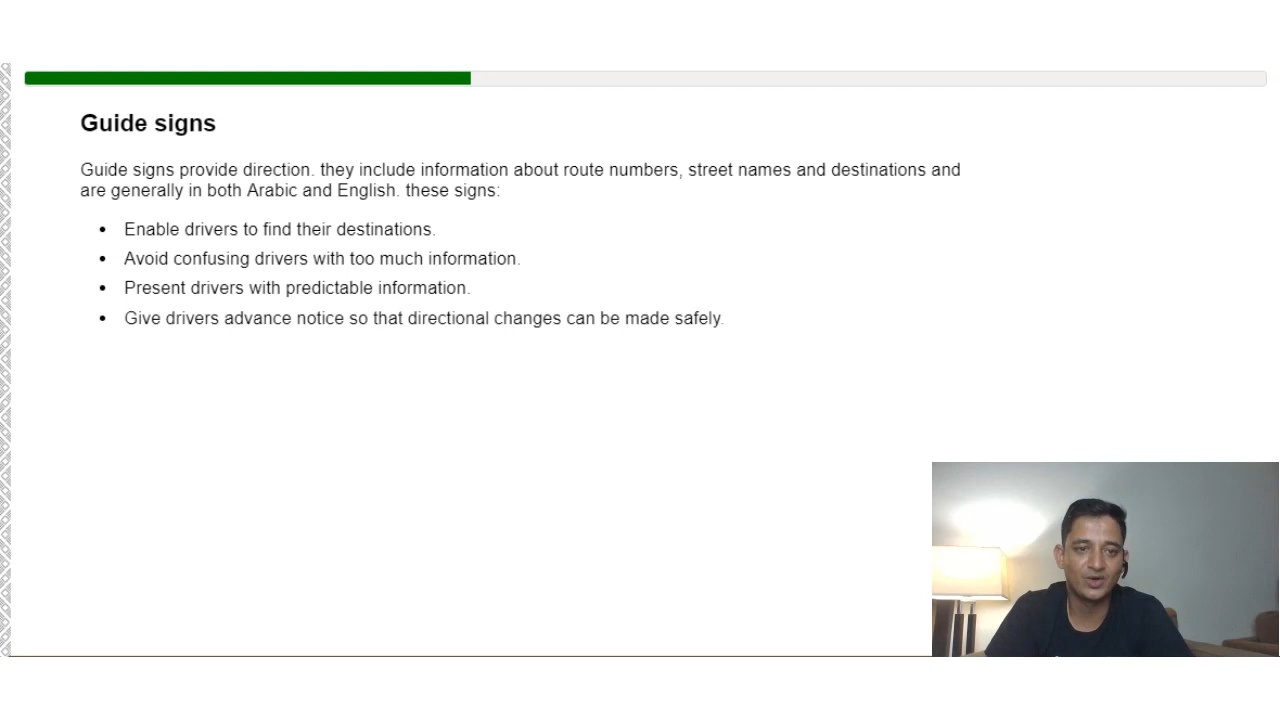 Guide signs
Guide signs provide direction. they include information about route numbers, street names and destinations and
are generally in both Arabic and English. these signs:
• Enable drivers to find their destinations.
• Avoid confusing drivers with too much information.
• Present drivers with predictable information.
• Give drivers advance notice so that directional changes can be made safely.